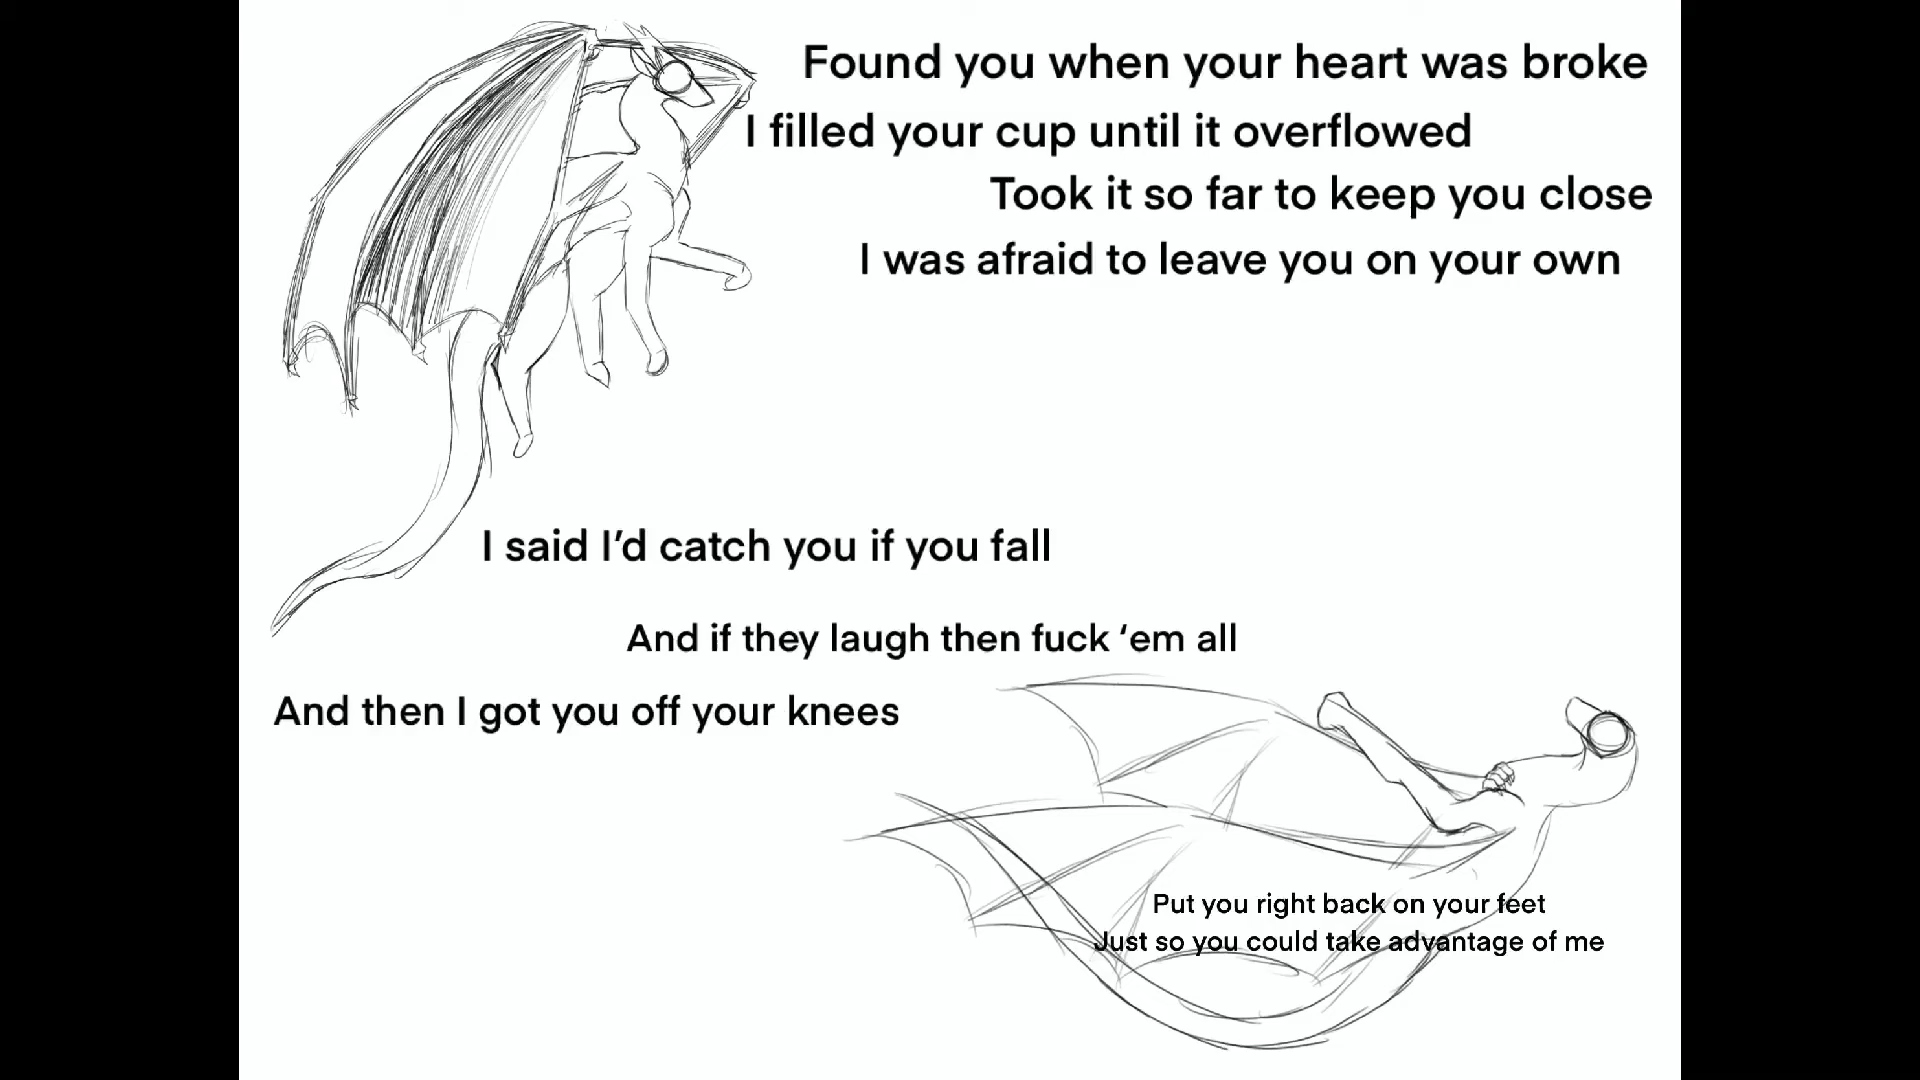 Found you when your heart was broke
I filled your cup until it overflowed
Took it so far to keep you close
I was afraid to leave you on your own
I said I’d catch you if you fall
And if they laugh then fuck ‘em all
And then I got you off your knees
Put you right back on your feet
Just so you could take advantage of me